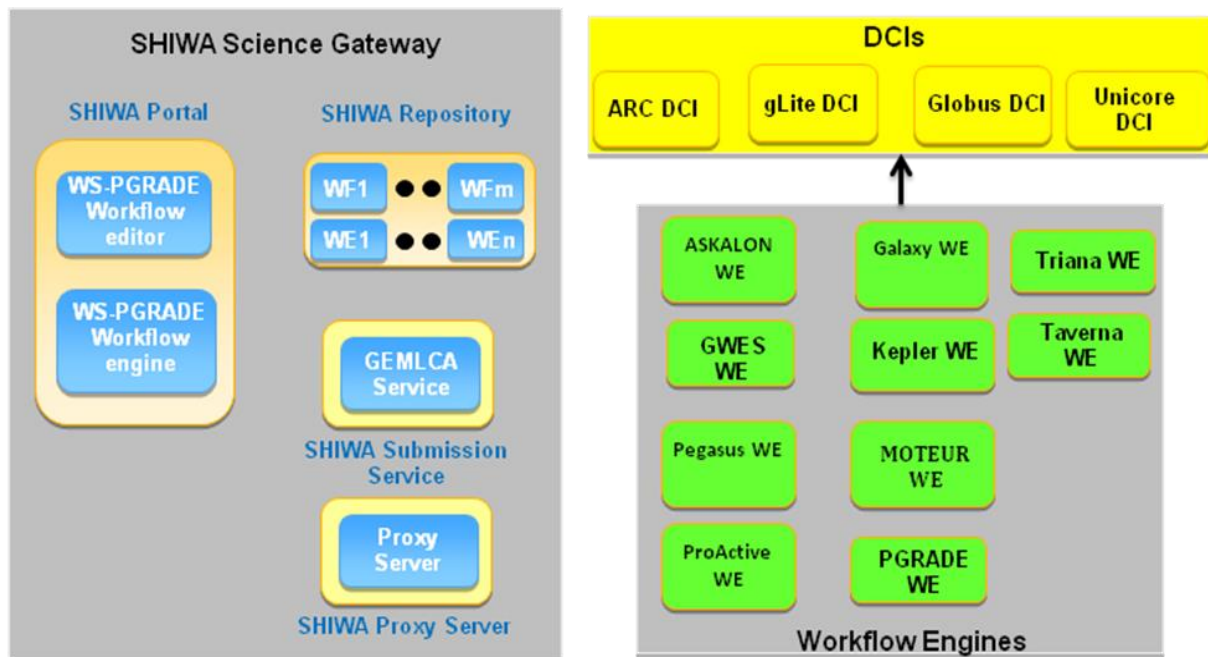 SHIWA Science Gateway
SHIWA Portal
WS-PGRADE
Workflow
editor
WS-PGRADE
Workflow
engine
SHIWA Repository
WF1
WFm
WE1
WEn
GEMLCA
Service
SHIWA Submission
Service
Proxy
Server
SHIWA Proxy Server
DCIs
ARC DCI
gLite DCI
Globus DCI
Unicore
DCI
ASKALON
WE
Galaxy WE
Triana WE
GWES
WE
Kepler WE
Taverna
WE
Pegasus WE
MOTEUR
WE
ProActive
WE
PGRADE
WE
Workflow Engines